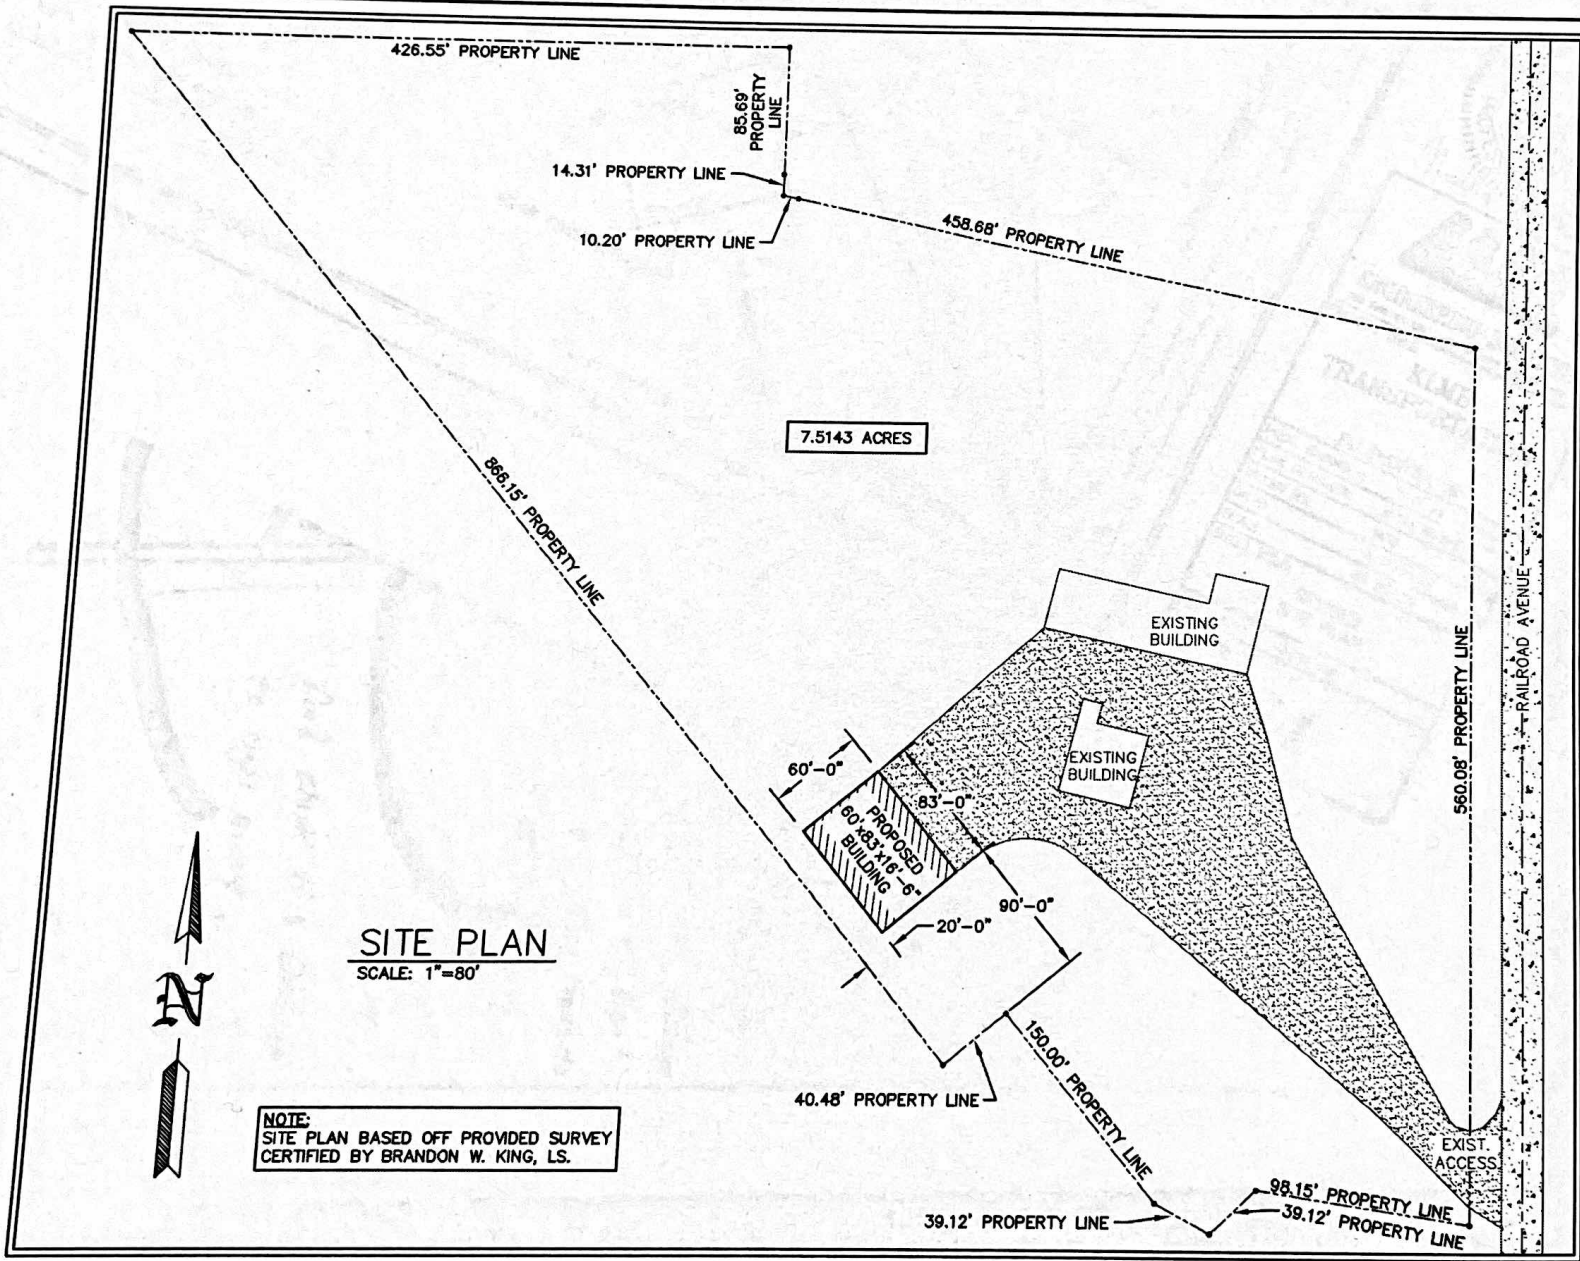 426.55' PROPERTY LINE
85.69'
PROPERTY
LINE
14.31' PROPERTY LINE
10.20' PROPERTY LINE
458.68' PROPERTY LINE
7.5143 ACRES
866.15' PROPERTY LINE
EXISTING
BUILDING
RAILROAD AVENUE
560.08' PROPERTY LINE
EXISTING
BUILDING
60'-0"
83'-0"
PROPOSED
60'x83'x16'-6"
BUILDING
90'-0"
20'-0"
SITE PLAN
SCALE: 1"=80'
N
150.00' PROPERTY LINE
40.48' PROPERTY LINE
NOTE:
SITE PLAN BASED OFF PROVIDED SURVEY
CERTIFIED BY BRANDON W. KING, LS.
EXIST.
ACCESS
98.15' PROPERTY LINE
39.12' PROPERTY LINE
39.12' PROPERTY LINE